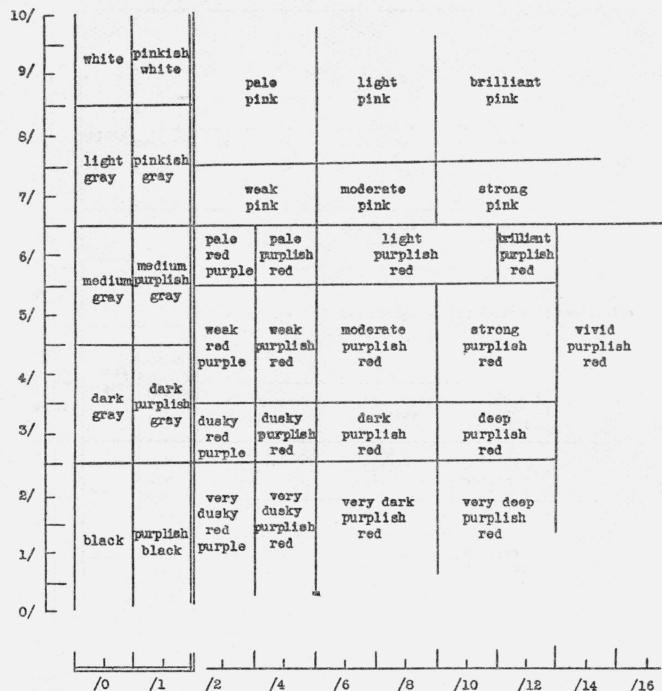 10/
white
pinkish
white
9/
pale
pink
light
pink
brilliant
pink
8/
light
gray
pinkish
gray
7/
weak
pink
moderate
pink
strong
pink
6/
pale
red
purple
pale
purplish
red
light
purplish
red
brilliant
purplish
red
medium
gray
medium
purplish
gray
5/
weak
red
purple
weak
purplish
red
moderate
purplish
red
strong
purplish
red
vivid
purplish
red
4/
dark
gray
dark
purplish
gray
3/
dusky
red
purple
dusky
purplish
red
dark
purplish
red
deep
purplish
red
2/
very
dusky
red
purple
very
dusky
purplish
red
very dark
purplish
red
very deep
purplish
red
1/
black
purplish
black
0/
/0 /1 /2 /4 /6 /8 /10 /12 /14 /16